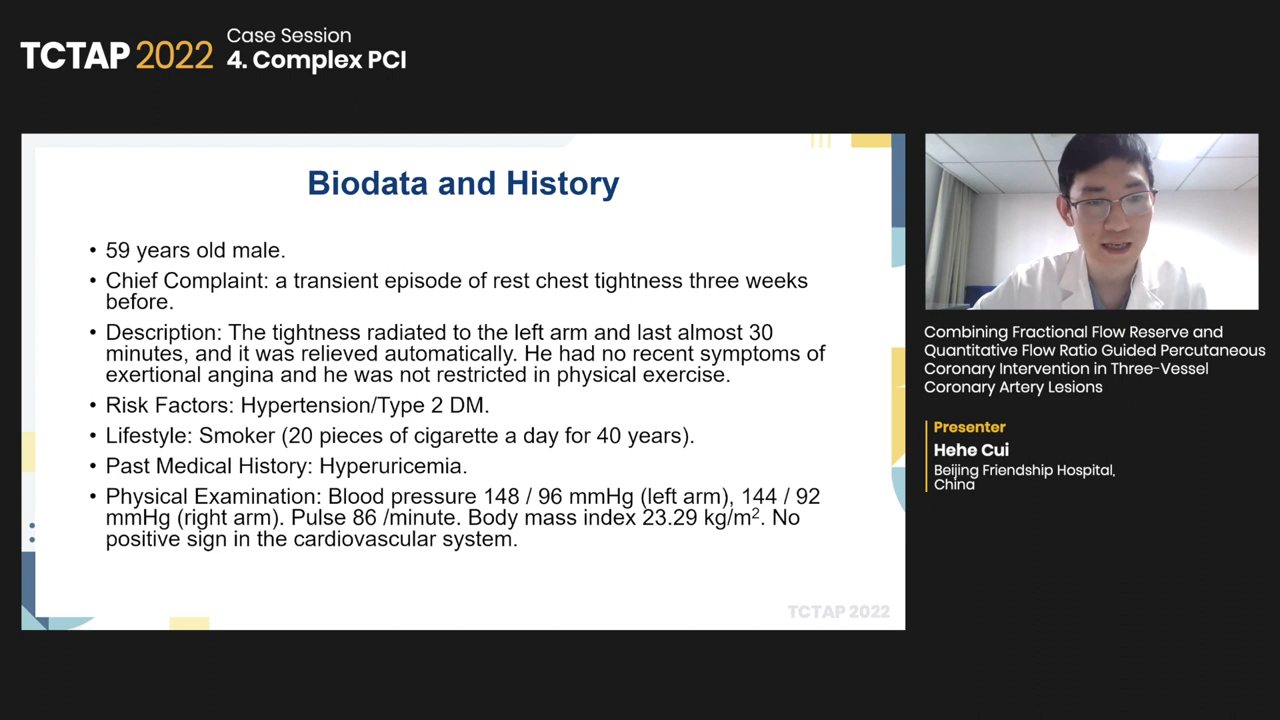 TCTAP 2022
Case Session
4. Complex PCI
Biodata and History
• 59 years old male.
• Chief Complaint: a transient episode of rest chest tightness three weeks
before.
• Description: The tightness radiated to the left arm and last almost 30
minutes, and it was relieved automatically. He had no recent symptoms of
exertional angina and he was not restricted in physical exercise.
• Risk Factors: Hypertension/Type 2 DM.
• Lifestyle: Smoker (20 pieces of cigarette a day for 40 years).
• Past Medical History: Hyperuricemia.
• Physical Examination: Blood pressure 148 / 96 mmHg (left arm), 144 / 92
mmHg (right arm). Pulse 86 /minute. Body mass index 23.29 kg/m². No
positive sign in the cardiovascular system.
TCTAP 2022
Combining Fractional Flow Reserve and
Quantitative Flow Ratio Guided Percutaneous
Coronary Intervention in Three-Vessel
Coronary Artery Lesions
Presenter
Hehe Cui
Beijing Friendship Hospital,
China